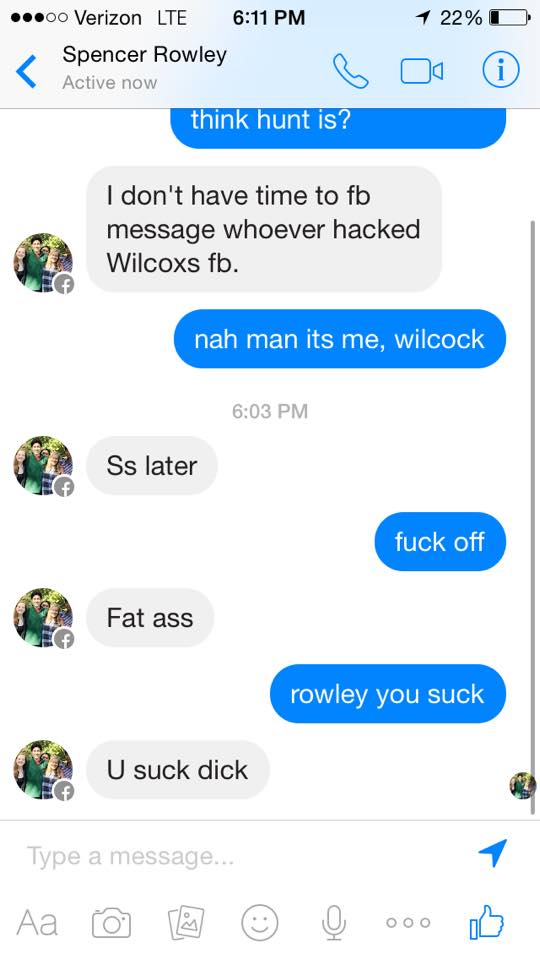 Verizon LTE 6:11 PM 22%
Spencer Rowley
Active now
think hunt is?
I don't have time to fb
message whoever hacked
Wilcoxs fb.
nah man its me, wilcock
6:03 PM
Ss later
fuck off
Fat ass
rowley you suck
U suck dick
Type a message...
Aa